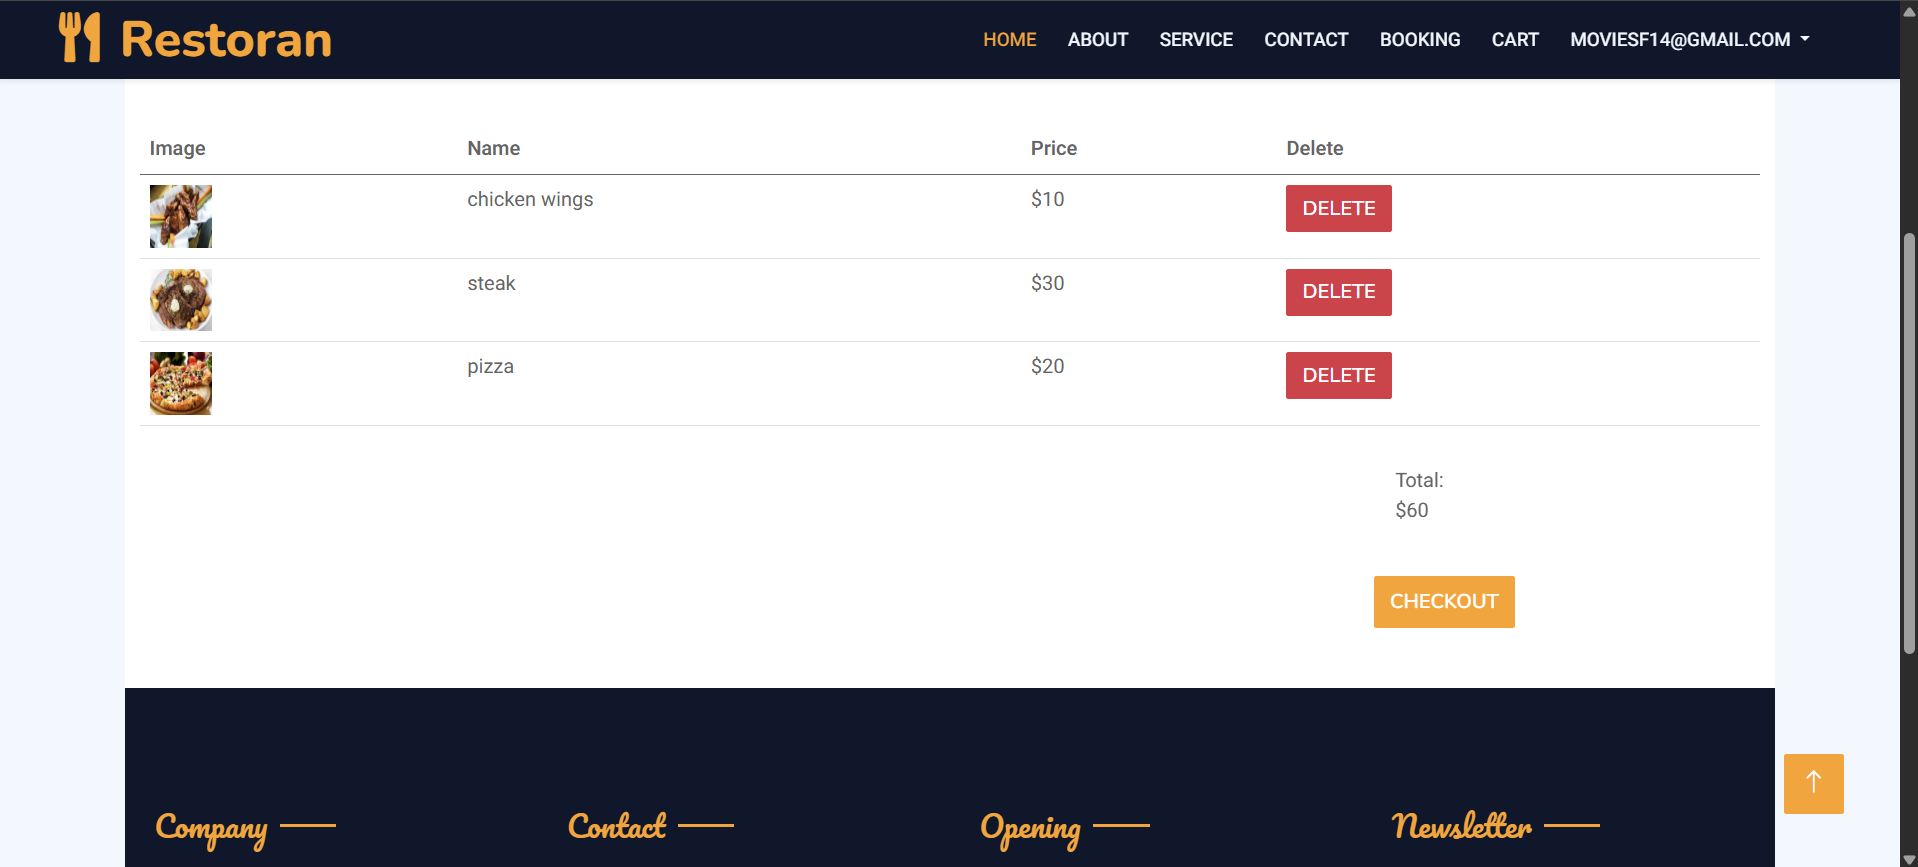 Restoran
HOME ABOUT SERVICE CONTACT BOOKING CART MOVIESF14@GMAIL.COM
Image Name Price Delete
chicken wings $10 DELETE
steak $30 DELETE
pizza $20 DELETE
Total:
$60
CHECKOUT
Company Contact Opening Newsletter